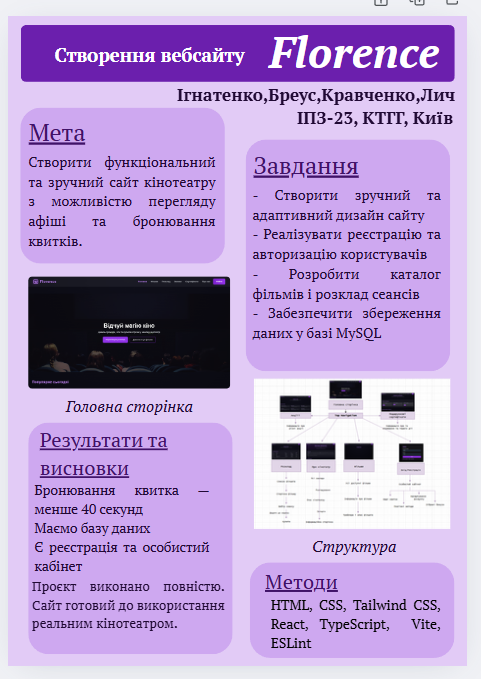 Створення вебсайту Florence
Ігнатенко,Бреус,Кравченко,Лич
ІПЗ-23, КТГГ, Київ
Мета
Створити функціональний
та зручний сайт кінотеатру
з можливістю перегляду
афіші та бронювання
квитків.
Завдання
- Створити зручний та
адаптивний дизайн сайту
- Реалізувати реєстрацію та
авторизацію користувачів
- Розробити каталог
фільмів і розклад сеансів
- Забезпечити збереження
даних у базі MySQL
Florence
Відчуй магію кіно
Головна сторінка
Структура
Результати та
висновки
Бронювання квитка —
менше 40 секунд
Маємо базу даних
Є реєстрація та особистий
кабінет
Проєкт виконано повністю.
Сайт готовий до використання
реальним кінотеатром.
Методи
HTML, CSS, Tailwind CSS,
React, TypeScript, Vite,
ESLint